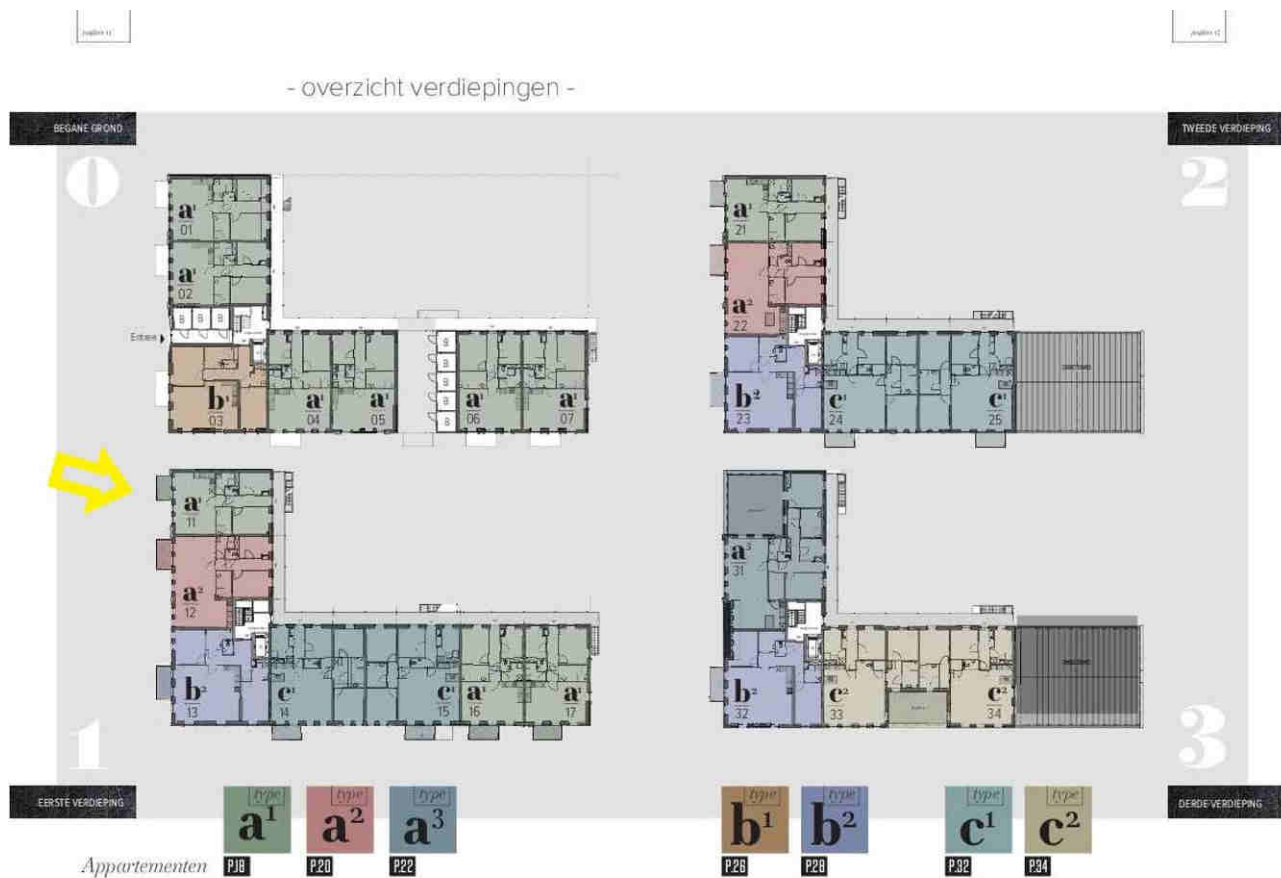 - overzicht verdiepingen -
BEGANE GROND
TWEEDE VERDIEPING
0
2
a¹
01
a¹
02
Entree
b¹
03
a¹
04
a¹
05
a¹
06
a¹
07
a¹
21
a²
22
b²
23
c¹
24
c¹
25
a¹
11
a²
12
b²
13
c¹
14
c¹
15
a¹
16
a¹
17
a³
31
b²
32
c²
33
c²
34
1
3
EERSTE VERDIEPING
DERDE VERDIEPING
type
a¹
type
a²
type
a³
type
b¹
type
b²
type
c¹
type
c²
Appartementen
P.18
P.20
P.22
P.26
P.28
P.32
P.34